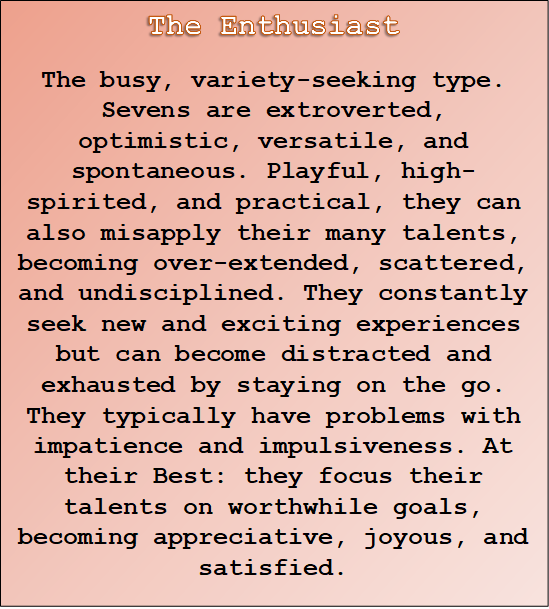 The Enthusiast
The busy, variety-seeking type.
Sevens are extroverted,
optimistic, versatile, and
spontaneous. Playful, high-
spirited, and practical, they can
also misapply their many talents,
becoming over-extended, scattered,
and undisciplined. They constantly
seek new and exciting experiences
but can become distracted and
exhausted by staying on the go.
They typically have problems with
impatience and impulsiveness. At
their Best: they focus their
talents on worthwhile goals,
becoming appreciative, joyous, and
satisfied.